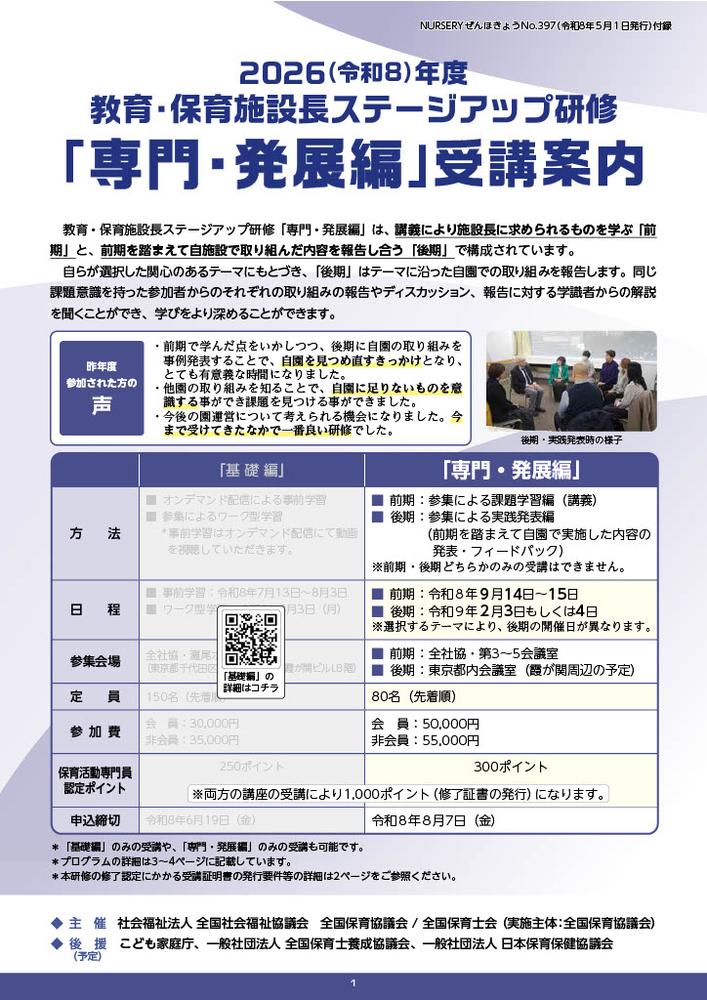 NURSERYぜんほきょうNo.397(令和8年5月1日発行)付録
2026(令和8)年度
教育・保育施設長ステージアップ研修
「専門・発展編」受講案内
教育・保育施設長ステージアップ研修「専門・発展編」は、講義により施設長に求められるものを学ぶ「前
期」と、前期を踏まえて自施設で取り組んだ内容を報告し合う「後期」で構成されています。
自らが選択した関心のあるテーマにもとづき、「後期」はテーマに沿った自園での取り組みを報告します。同じ
課題意識を持った参加者からのそれぞれの取り組みの報告やディスカッション、報告に対する学識者からの解説
を聞くことができ、学びをより深めることができます。
昨年度
参加された方の
声
・前期で学んだ点をいかしつつ、後期に自園の取り組みを
事例発表することで、自園を見つめ直すきっかけとなり、
とても有意義な時間になりました。
・他園の取り組みを知ることで、自園に足りないものを意
識する事ができ課題を見つける事ができました。
・今後の園運営について考えられる機会になりました。今
まで受けてきたなかで一番良い研修でした。
後期・実践発表時の様子
「基礎編」
「専門・発展編」
方 法
■ オンデマンド配信による事前学習
■ 参集によるワーク型学習
*事前学習はオンデマンド配信にて動画
を視聴していただきます。
■ 前期：参集による課題学習編（講義）
■ 後期：参集による実践発表編
（前期を踏まえて自園で実施した内容の
発表・フィードバック）
※前期・後期どちらかのみの受講はできません。
日 程
■ 事前学習：令和8年7月13日～8月3日
■ ワーク型学 月3日（月）
■ 前期：令和8年9月14日～15日
■ 後期：令和9年2月3日もしくは4日
※選択するテーマにより、後期の開催日が異なります。
参集会場
全社協・灘尾ホ
（東京都千代田区 霞が関ビルLB階）
■ 前期：全社協・第3～5会議室
■ 後期：東京都内会議室（霞が関周辺の予定）
「基礎編」の
詳細はコチラ
定 員
150名（先着順）
80名（先着順）
参 加 費
会 員：30,000円
非会員：35,000円
会 員：50,000円
非会員：55,000円
保育活動専門員
認定ポイント
250ポイント
300ポイント
※両方の講座の受講により1,000ポイント（修了証書の発行）になります。
申込締切
令和8年6月19日（金）
令和8年8月7日（金）
＊「基礎編」のみの受講や、「専門・発展編」のみの受講も可能です。
＊プログラムの詳細は3～4ページに記載しています。
＊本研修の修了認定にかかる受講証明書の発行要件等の詳細は2ページをご参照ください。
◆ 主 催 社会福祉法人 全国社会福祉協議会 全国保育協議会 / 全国保育士会（実施主体：全国保育協議会）
◆ 後 援 こども家庭庁、一般社団法人 全国保育士養成協議会、一般社団法人 日本保育保健協議会
（予定）
1